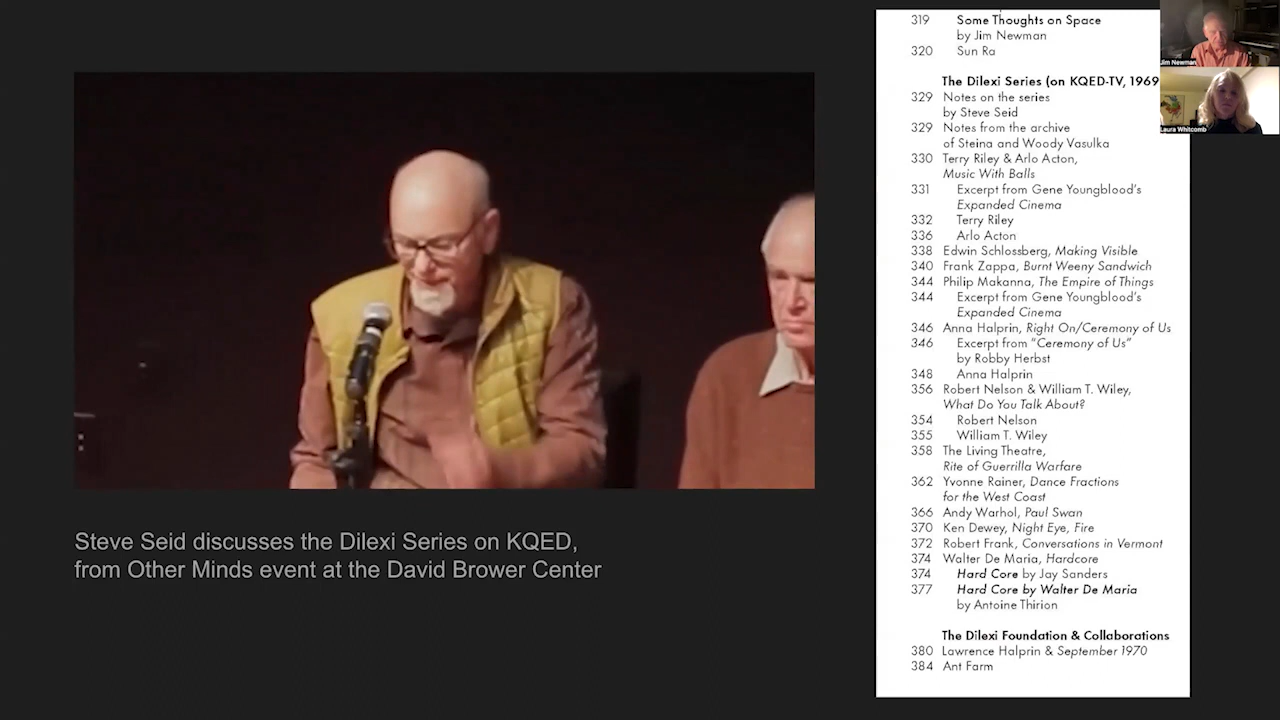 319 Some Thoughts on Space
by Jim Newman
320 Sun Ra
The Dilexi Series (on KQED-TV, 1969
329 Notes on the series
by Steve Seid
329 Notes from the archive
of Steina and Woody Vasulka
330 Terry Riley & Arlo Acton,
Music With Balls
331 Excerpt from Gene Youngblood's
Expanded Cinema
332 Terry Riley
336 Arlo Acton
338 Edwin Schlossberg, Making Visible
340 Frank Zappa, Burnt Weeny Sandwich
344 Philip Makanna, The Empire of Things
344 Excerpt from Gene Youngblood's
Expanded Cinema
346 Anna Halprin, Right On/Ceremony of Us
346 Excerpt from "Ceremony of Us"
by Robby Herbst
348 Anna Halprin
356 Robert Nelson & William T. Wiley,
What Do You Talk About?
354 Robert Nelson
355 William T. Wiley
358 The Living Theatre,
Rite of Guerrilla Warfare
362 Yvonne Rainer, Dance Fractions
for the West Coast
366 Andy Warhol, Paul Swan
370 Ken Dewey, Night Eye, Fire
372 Robert Frank, Conversations in Vermont
374 Walter De Maria, Hardcore
374 Hard Core by Jay Sanders
377 Hard Core by Walter De Maria
by Antoine Thirion
The Dilexi Foundation & Collaborations
380 Lawrence Halprin & September 1970
384 Ant Farm
Jim Newman
Laura Whitcomb
Steve Seid discusses the Dilexi Series on KQED,
from Other Minds event at the David Brower Center